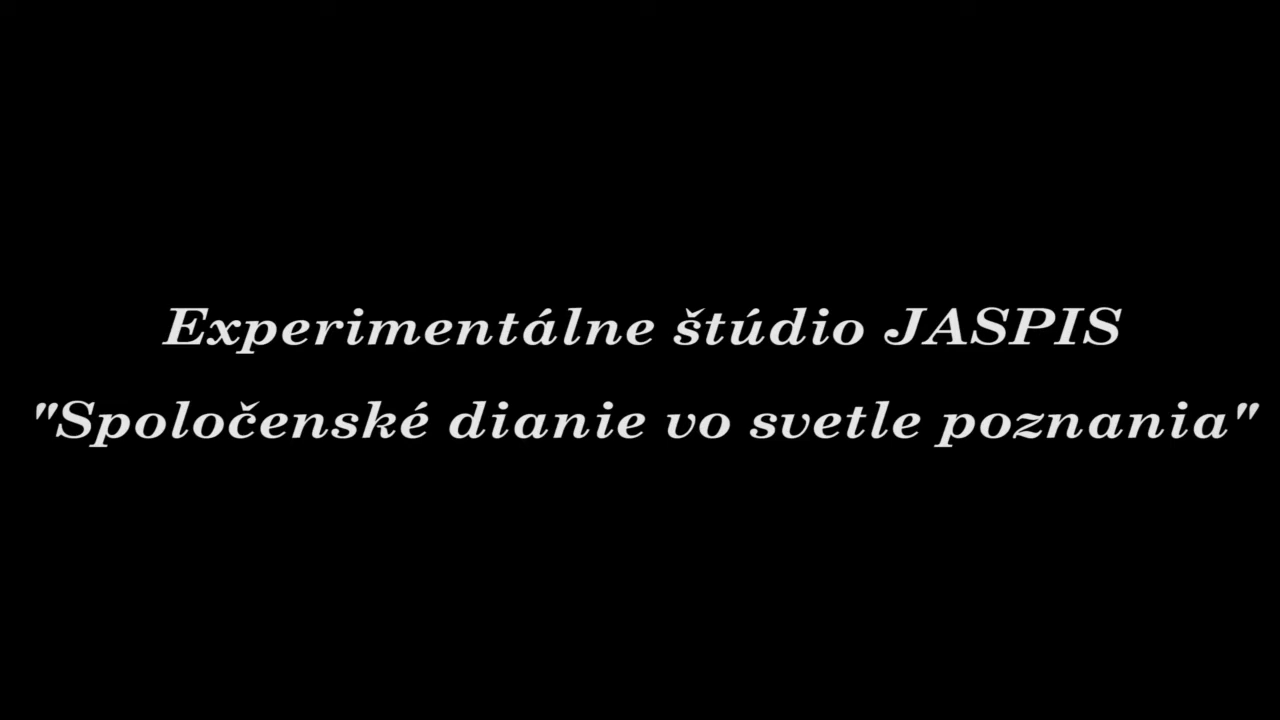 Experimentálne štúdio JASPIS
"Spoločenské dianie vo svetle poznania"